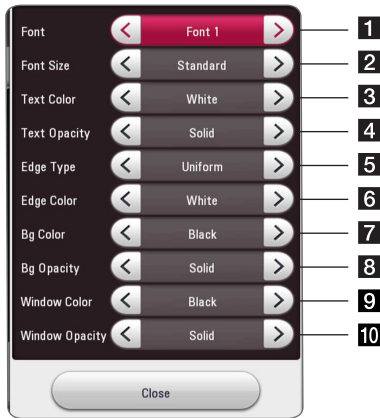 Font Font 1 1
Font Size Standard 2
Text Color White 3
Text Opacity Solid 4
Edge Type Uniform 5
Edge Color White 6
Bg Color Black 7
Bg Opacity Solid 8
Window Color Black 9
Window Opacity Solid 10
Close